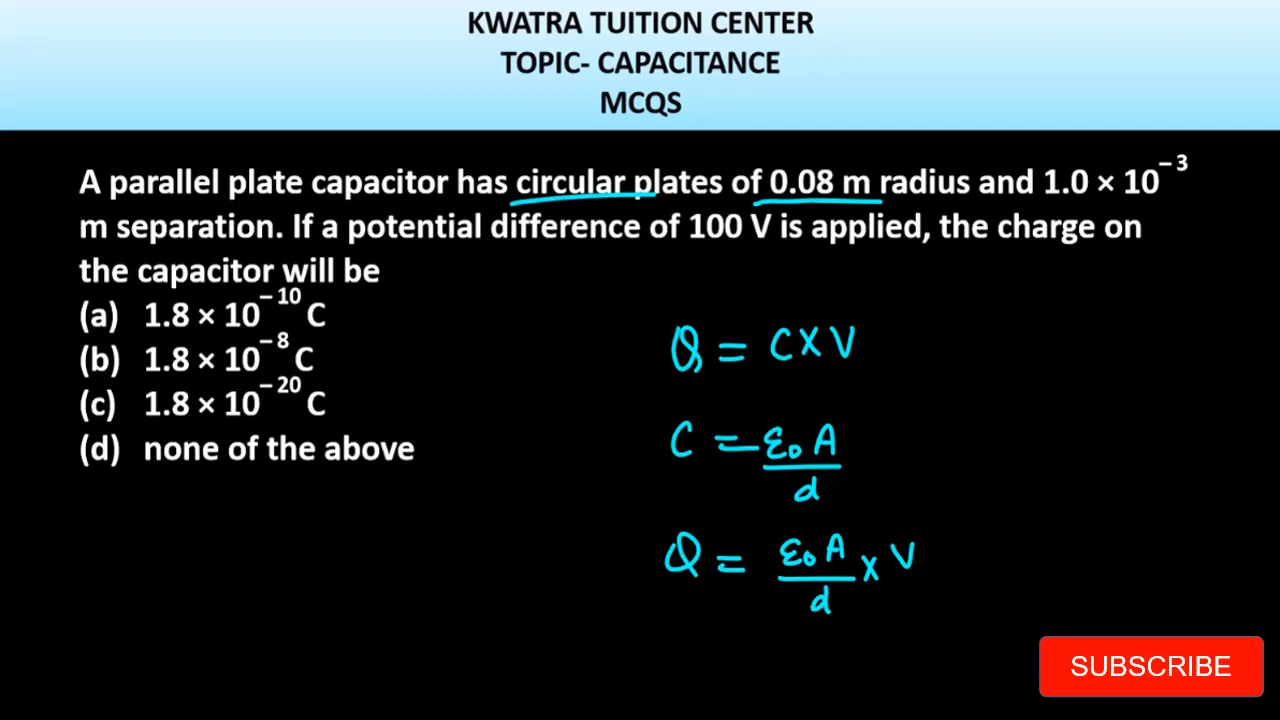 KWATRA TUITION CENTER
TOPIC- CAPACITANCE
MCQS
A parallel plate capacitor has circular plates of 0.08 m radius and 1.0 × 10⁻³
m separation. If a potential difference of 100 V is applied, the charge on
the capacitor will be
(a) 1.8 × 10⁻¹⁰ C
(b) 1.8 × 10⁻⁸ C
(c) 1.8 × 10⁻²⁰ C
(d) none of the above
Q = C × V
C = ε₀ A / d
Q = ε₀ A / d × V
SUBSCRIBE